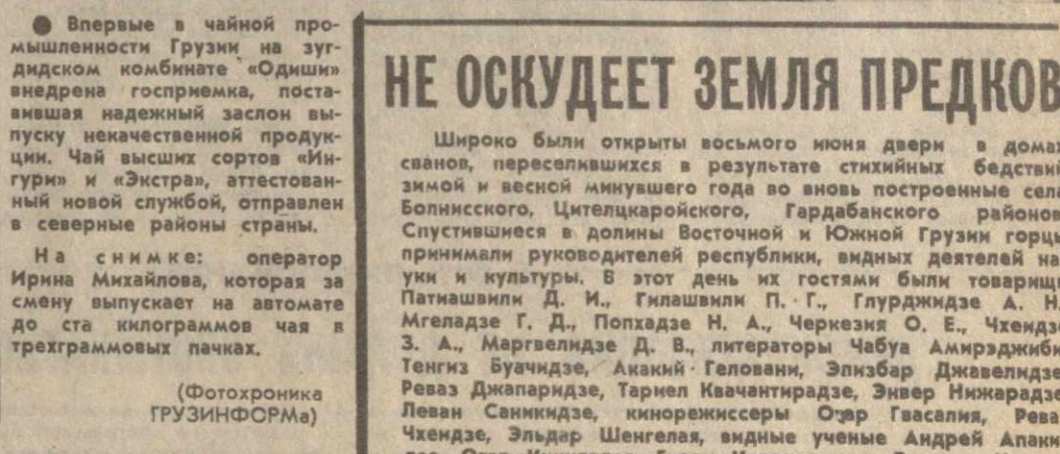 ● Впервые в чайной про-
мышленности Грузии на зуг-
дидском комбинате «Одиши»
внедрена госприемка, поста-
вившая надежный заслон вы-
пуску некачественной продук-
ции. Чай высших сортов «Ин-
гури» и «Экстра», аттестован-
ный новой службой, отправлен
в северные районы страны.
На снимке: оператор
Ирина Михайлова, которая за
смену выпускает на автомате
до ста килограммов чая в
трехграммовых пачках.
(Фотохроника
ГРУЗИНФОРМа)
НЕ ОСКУДЕЕТ ЗЕМЛЯ ПРЕДКОВ
Широко были открыты восьмого июня двери в домах
сванов, переселившихся в результате стихийных бедстви
зимой и весной минувшего года во вновь построенные сел
Болнисского, Цителцкаройского, Гардабанского районов
Спустившиеся в долины Восточной и Южной Грузии горцы
принимали руководителей республики, видных деятелей на
уки и культуры. В этот день их гостями были товарищи
Патиашвили Д. И., Гилашвили П. Г., Глурджидзе А. Н.
Мгеладзе Г. Д., Попхадзе Н. А., Черкезия О. Е., Чхеидз
З. А., Маргвелидзе Д. В., литераторы Чабуа Амирэджиби
Тенгиз Буачидзе, Акакий Геловани, Элизбар Джавелидзе
Реваз Джапаридзе, Тариел Квачантирадзе, Энвер Нижарадзе
Леван Саникидзе, кинорежиссеры Отар Гвасалия, Рева
Чхеидзе, Эльдар Шенгелая, видные ученые Андрей Апаки